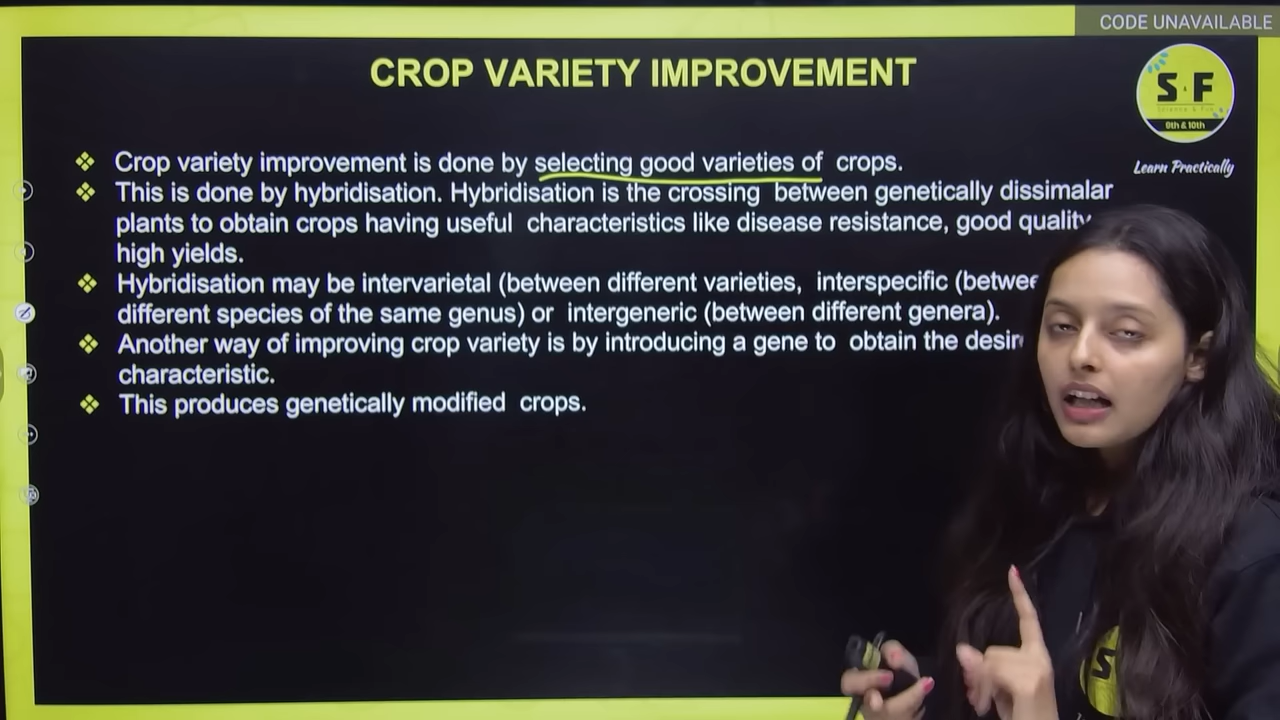 CODE UNAVAILABLE
CROP VARIETY IMPROVEMENT
S&F
Science & Fun
9th & 10th
Learn Practically
❖ Crop variety improvement is done by selecting good varieties of crops.
❖ This is done by hybridisation. Hybridisation is the crossing between genetically dissimalar
plants to obtain crops having useful characteristics like disease resistance, good quality
high yields.
❖ Hybridisation may be intervarietal (between different varieties, interspecific (
different species of the same genus) or intergeneric (between different genera).
❖ Another way of improving crop variety is by introducing a gene to obtain the
characteristic.
❖ This produces genetically modified crops.
S